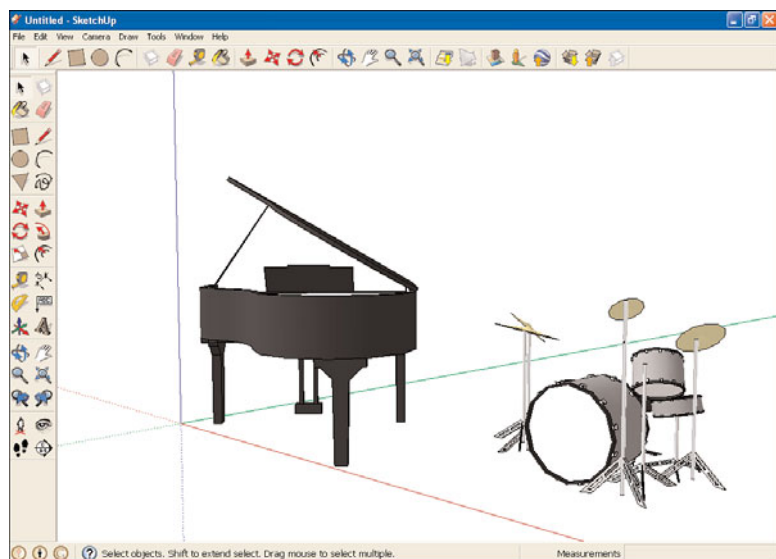 Untitled - SketchUp
File Edit View Camera Draw Tools Window Help
Select objects. Shift to extend select. Drag mouse to select multiple.
Measurements